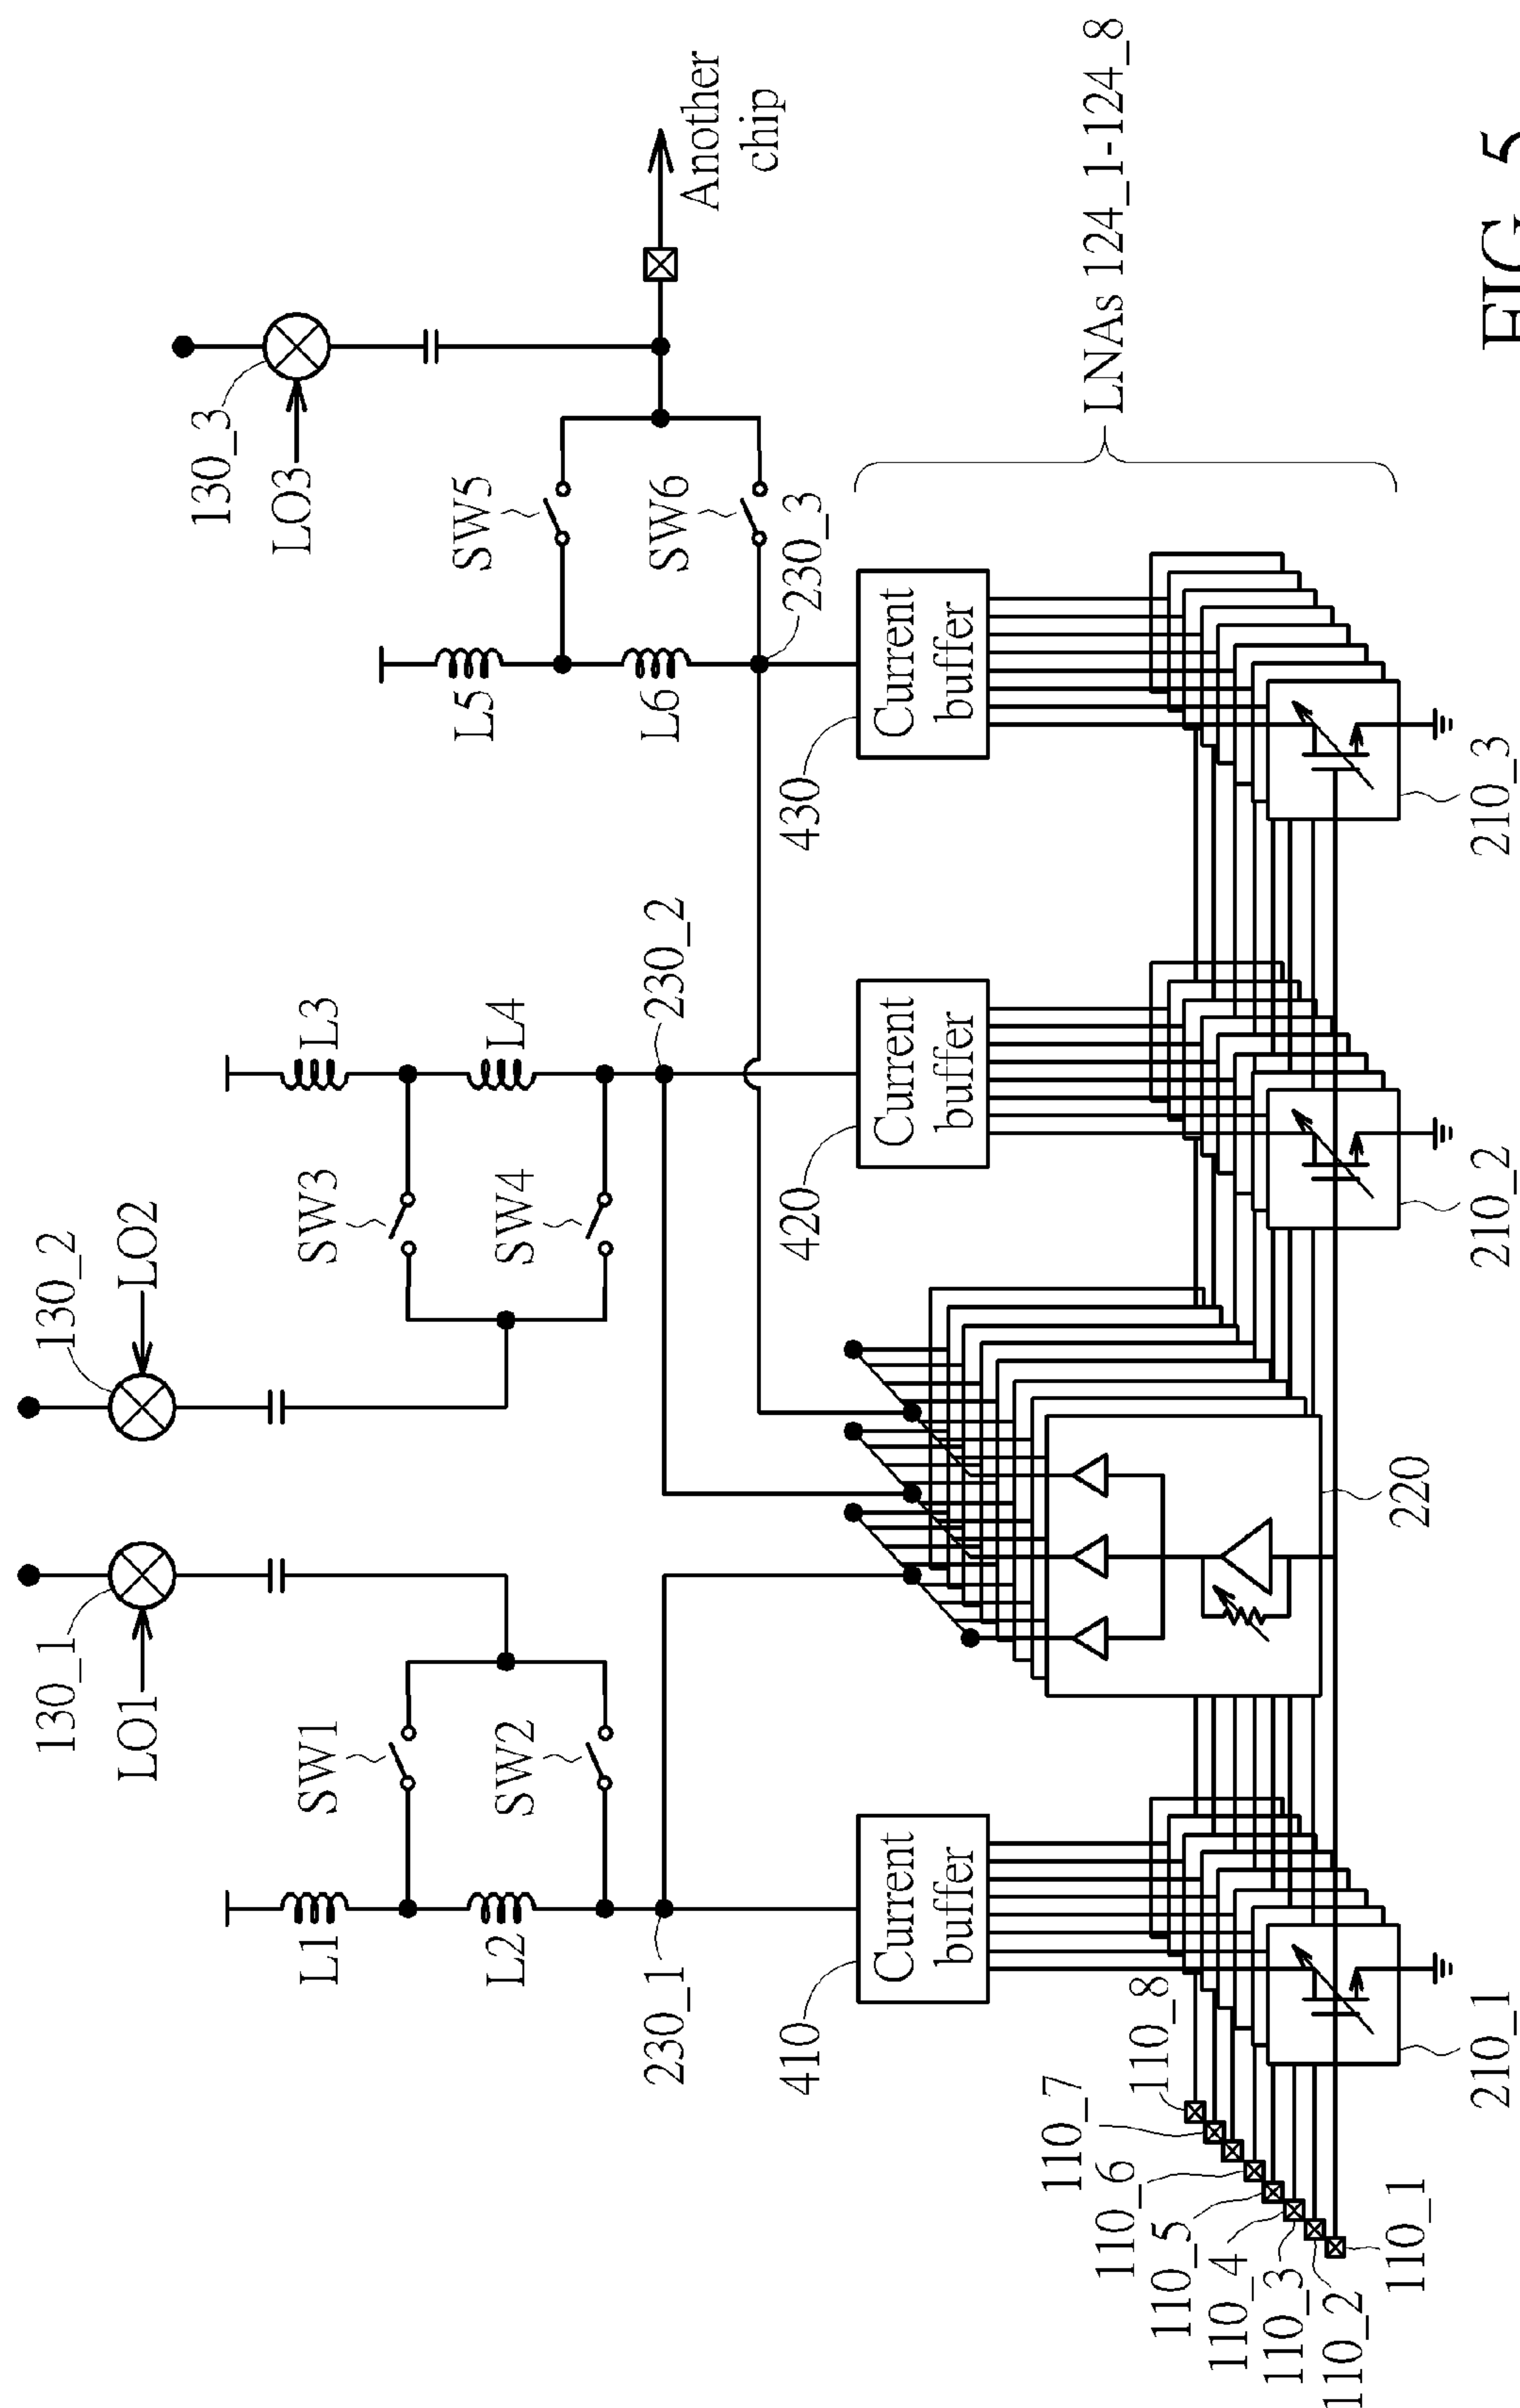 130_1
LO1
130_2
LO2
L1
SW1
SW3
L3
130_3
LO3
L2
SW2
SW4
L4
L5
SW5
230_1
230_2
L6
SW6
Another
chip
230_3
410
Current
buffer
420
Current
buffer
430
Current
buffer
LNAs 124_1-124_8
110_8
110_7
110_6
110_5
110_4
110_3
110_2
110_1
220
210_1
210_2
210_3
FIG. 5